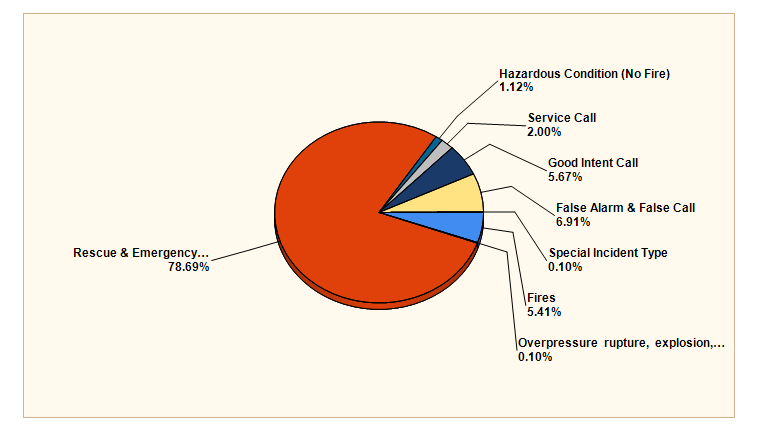 Hazardous Condition (No Fire)
1.12%
Service Call
2.00%
Good Intent Call
5.67%
False Alarm & False Call
6.91%
Rescue & Emergency…
78.69%
Special Incident Type
0.10%
Fires
5.41%
Overpressure rupture, explosion,…
0.10%